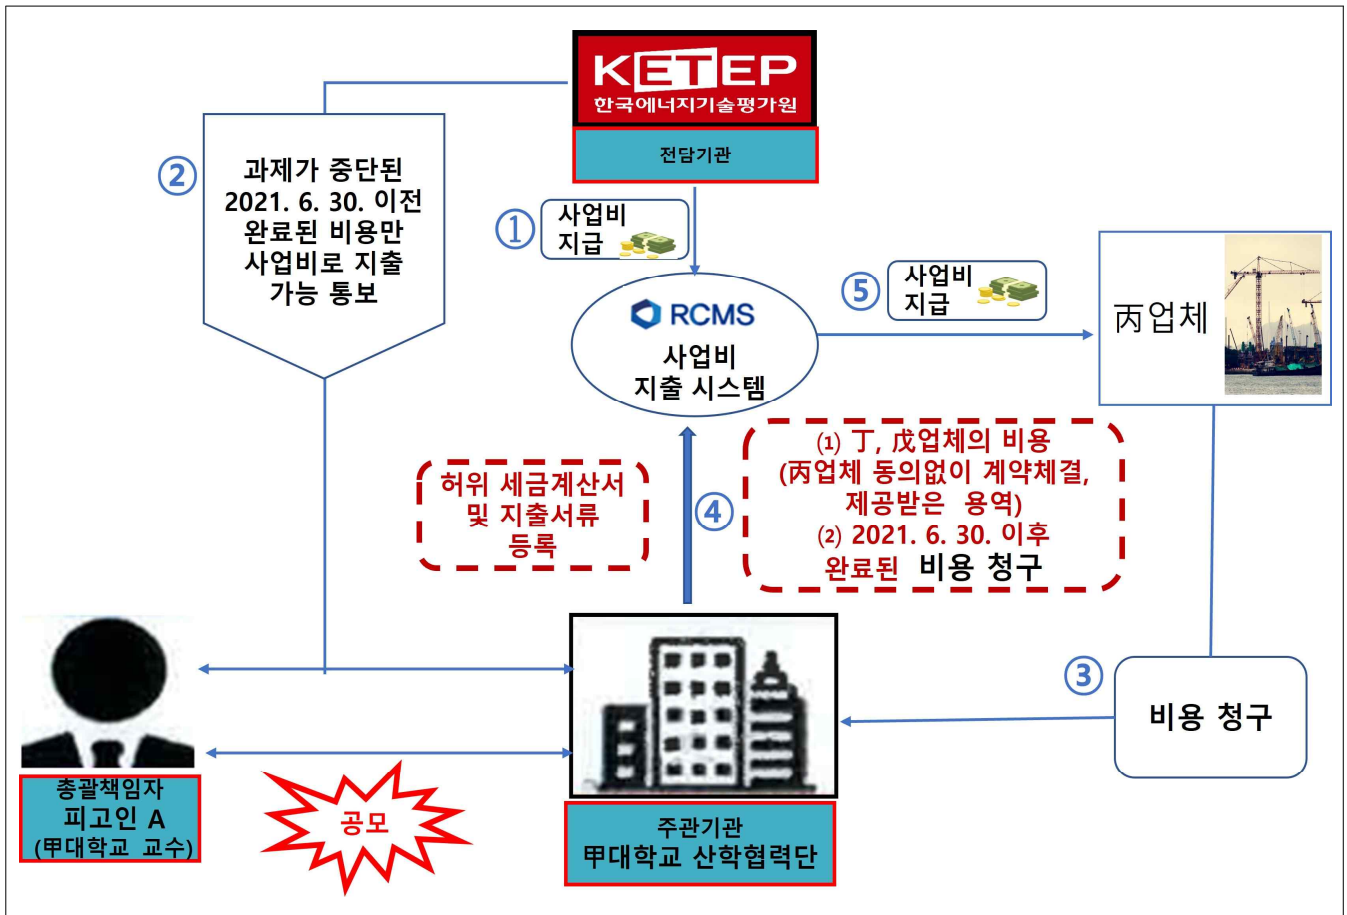 KETEP
한국에너지기술평가원
전담기관
②
과제가 중단된
2021. 6. 30. 이전
완료된 비용만
사업비로 지출
가능 통보
①
사업비
지급
RCMS
사업비
지출 시스템
⑤
사업비
지급
丙업체
허위 세금계산서
및 지출서류
등록
④
⑴ 丁, 戊업체의 비용
(丙업체 동의없이 계약체결,
제공받은 용역)
⑵ 2021. 6. 30. 이후
완료된 비용 청구
③
비용 청구
총괄책임자
피고인 A
(甲대학교 교수)
공모
주관기관
甲대학교 산학협력단